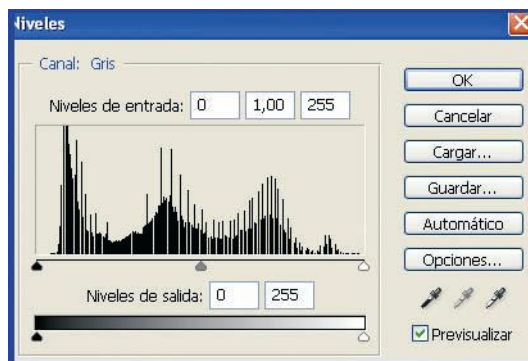 Niveles
Canal: Gris
Niveles de entrada: 0 1,00 255
Niveles de salida: 0 255
OK
Cancelar
Cargar...
Guardar...
Automático
Opciones...
Previsualizar